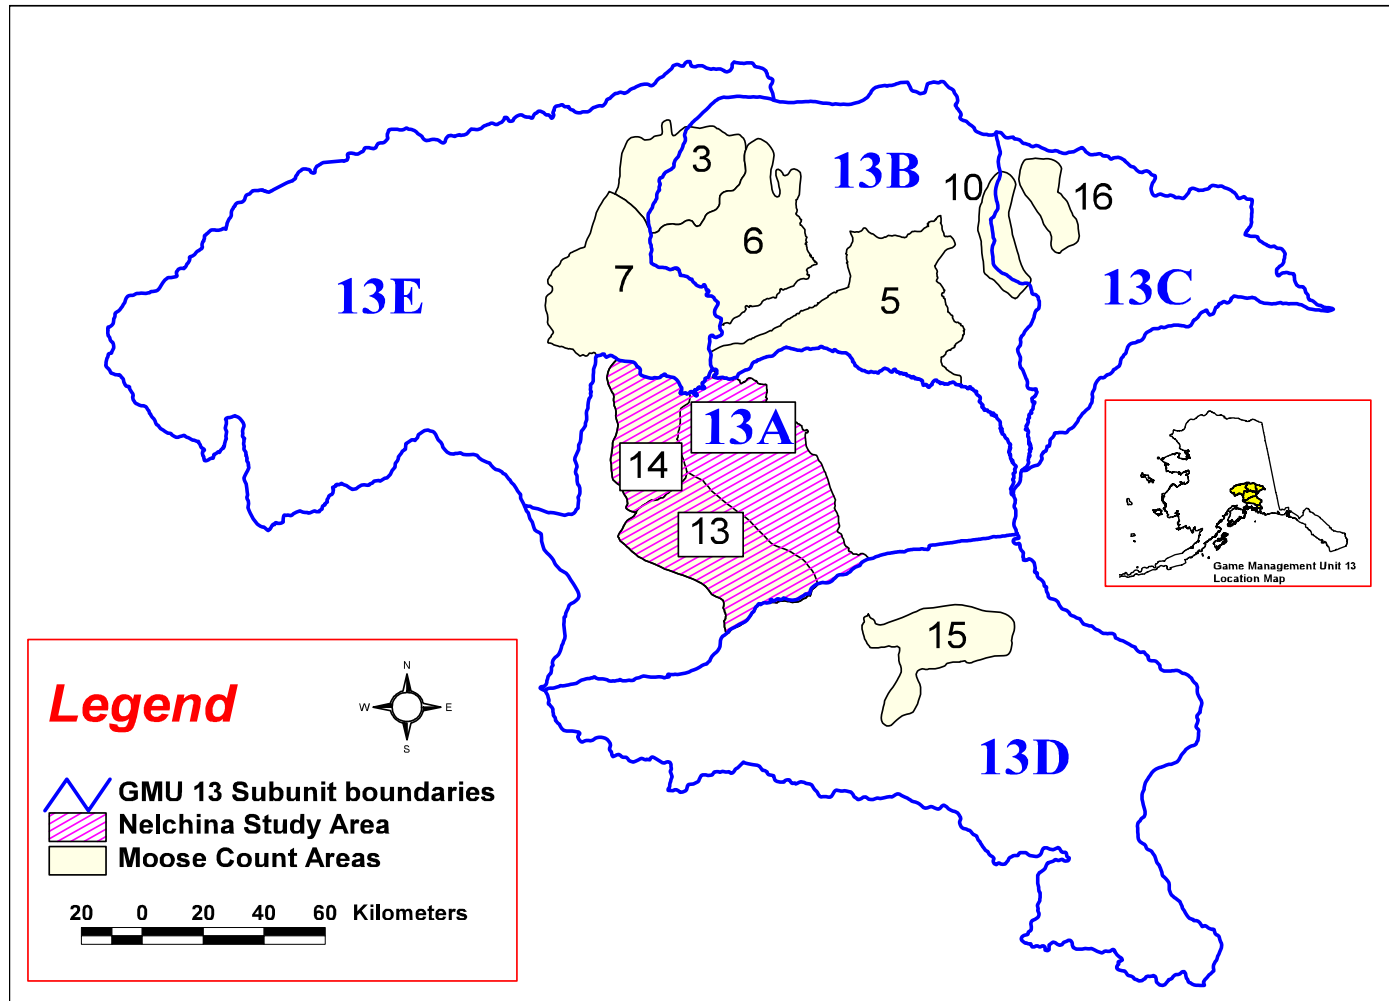 3
13B
10
16
6
7
13E
5
13C
13A
14
13
15
13D
Game Management Unit 13
Location Map
Legend
N
W
E
S
GMU 13 Subunit boundaries
Nelchina Study Area
Moose Count Areas
20 0 20 40 60 Kilometers